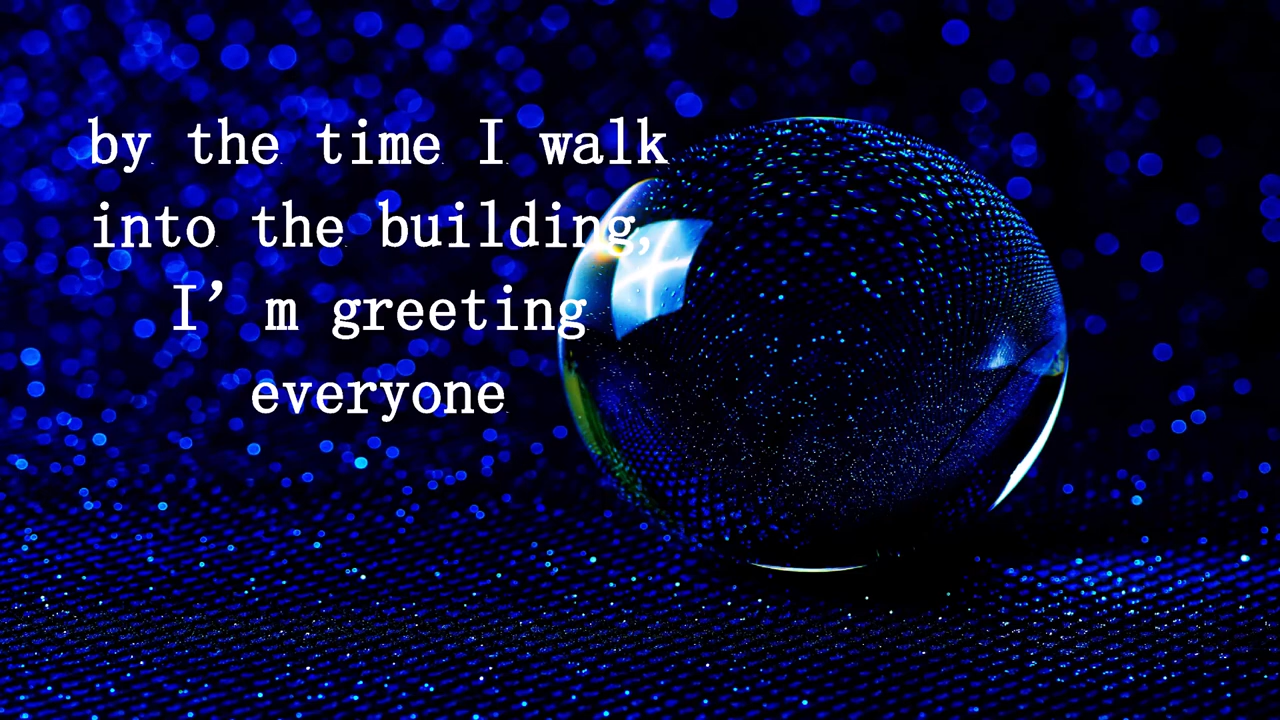 by the time I walk
into the building,
I’m greeting
everyone